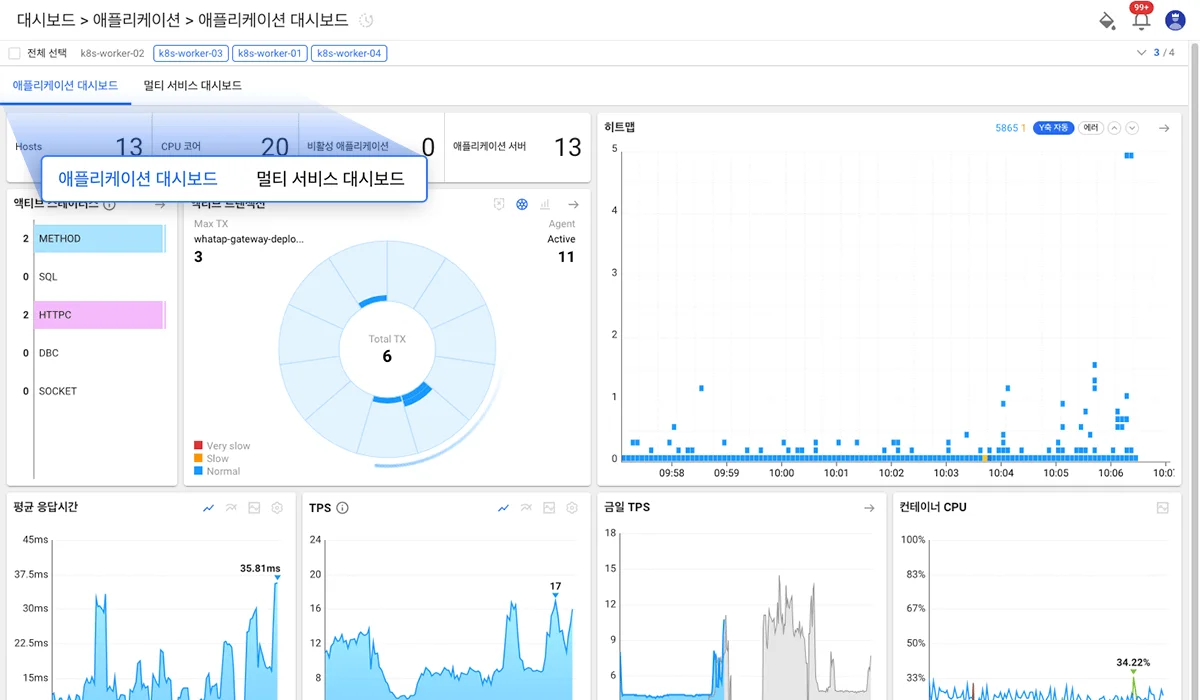 대시보드 > 애플리케이션 > 애플리케이션 대시보드
99+
전체 선택 k8s-worker-02 k8s-worker-03 k8s-worker-01 k8s-worker-04 3 / 4
애플리케이션 대시보드 멀티 서비스 대시보드
Hosts 13 CPU 코어 20 비활성 애플리케이션 0 애플리케이션 서버 13
애플리케이션 대시보드 멀티 서비스 대시보드
액티브 스테이터스
2 METHOD
0 SQL
2 HTTPC
0 DBC
0 SOCKET
액티브 트랜잭션
Max TX
whatap-gateway-deplo...
3
Agent
Active
11
Total TX
6
Very slow
Slow
Normal
히트맵 5865 1 Y축 자동 에러
5
4
3
2
1
0
09:58 09:59 10:00 10:01 10:02 10:03 10:04 10:05 10:06 10:0
평균 응답시간
45ms
37.5ms
30ms
22.5ms
15ms
35.81ms
TPS
24
20
16
12
8
17
금일 TPS
18
15
12
9
6
컨테이너 CPU
100%
83%
67%
50%
33%
34.22%